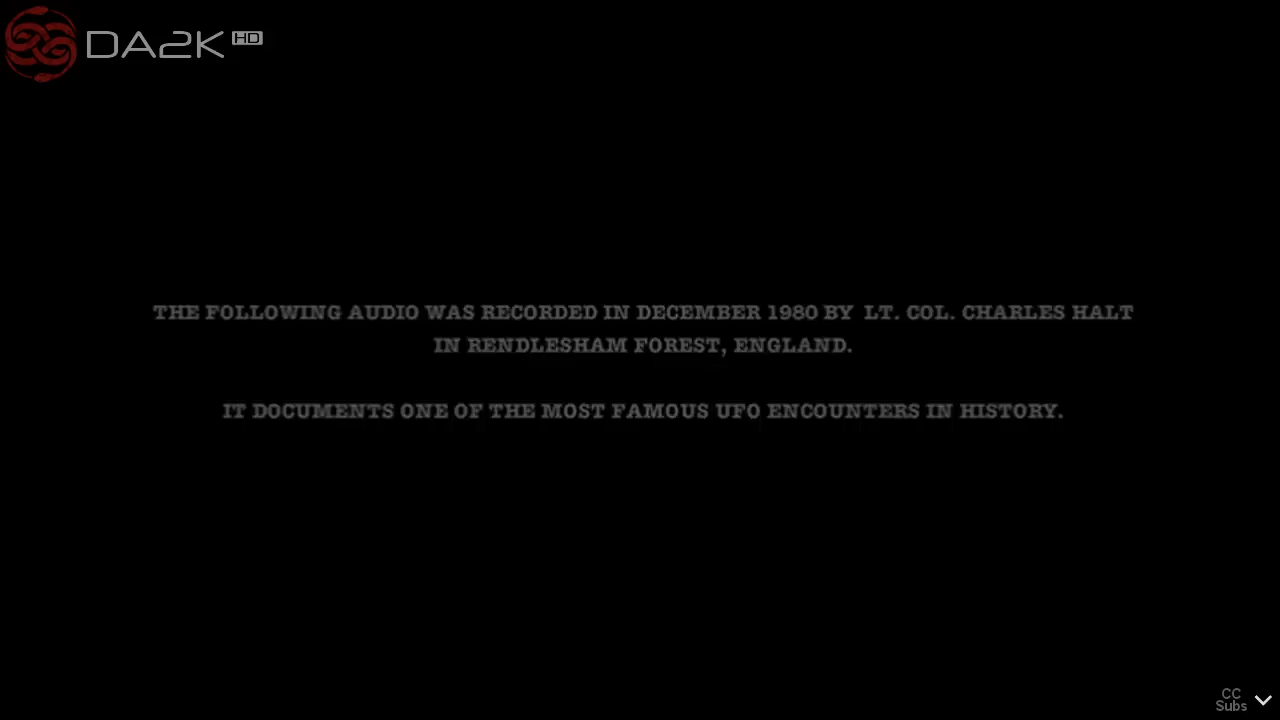 DA2K HD
THE FOLLOWING AUDIO WAS RECORDED IN DECEMBER 1980 BY LT. COL. CHARLES HALT
IN RENDLESHAM FOREST, ENGLAND.
IT DOCUMENTS ONE OF THE MOST FAMOUS UFO ENCOUNTERS IN HISTORY.
CC
Subs